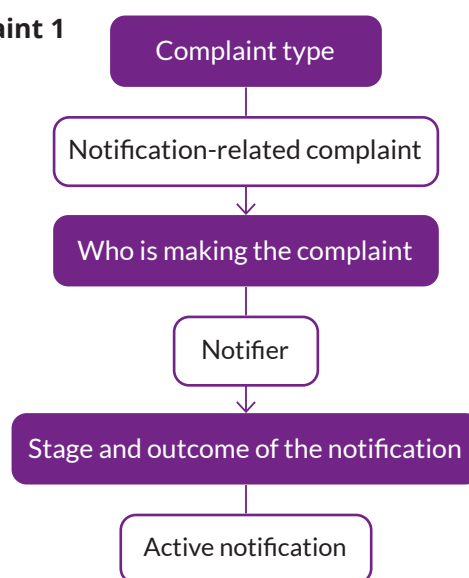 aint 1
Complaint type
Notification-related complaint
Who is making the complaint
Notifier
Stage and outcome of the notification
Active notification